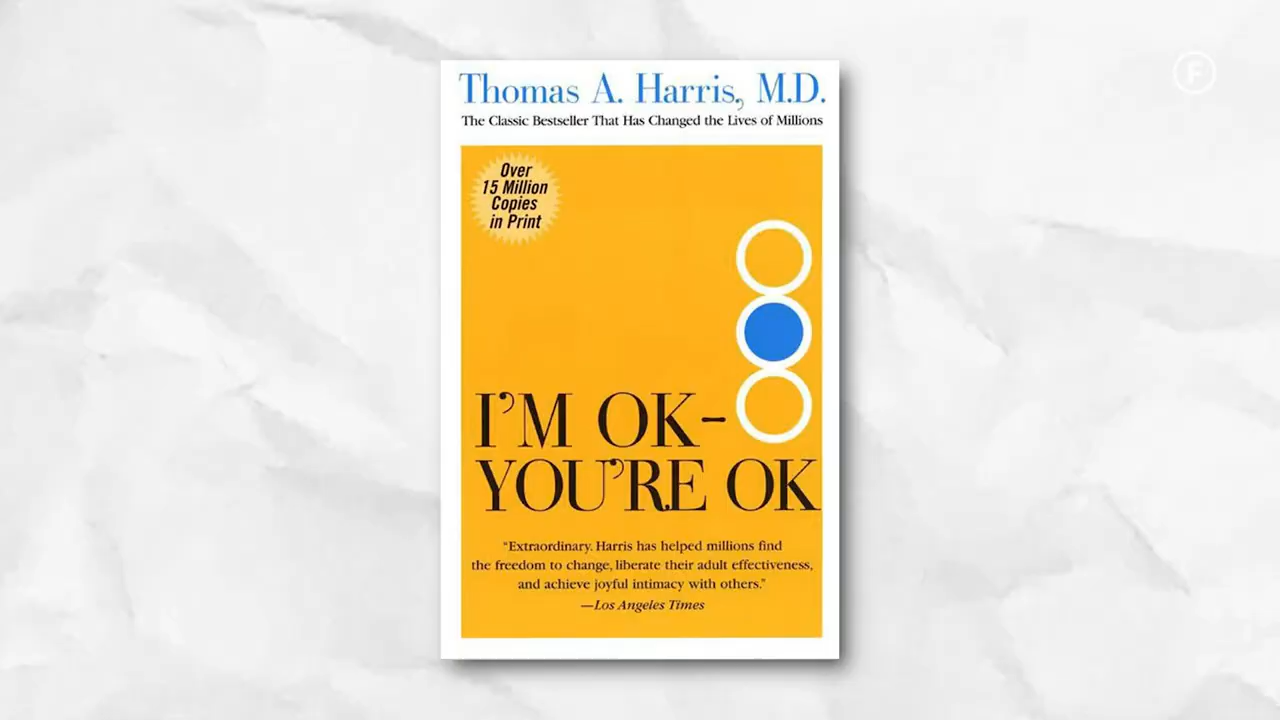 Thomas A. Harris, M.D.
The Classic Bestseller That Has Changed the Lives of Millions
Over
15 Million
Copies
in Print
I'M OK–
YOU'RE OK
“Extraordinary. Harris has helped millions find
the freedom to change, liberate their adult effectiveness,
and achieve joyful intimacy with others.”
—Los Angeles Times
F